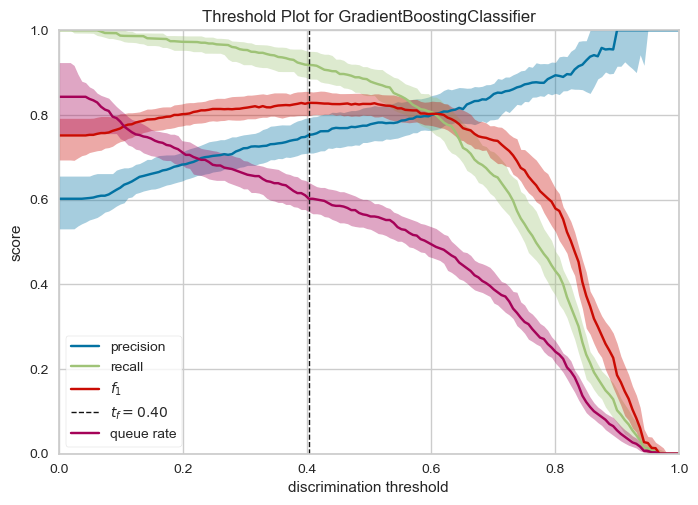 Threshold Plot for GradientBoostingClassifier
1.0
0.8
0.6
0.4
0.2
0.0
score
precision
recall
f₁
t_f = 0.40
queue rate
0.0 0.2 0.4 0.6 0.8 1.0
discrimination threshold